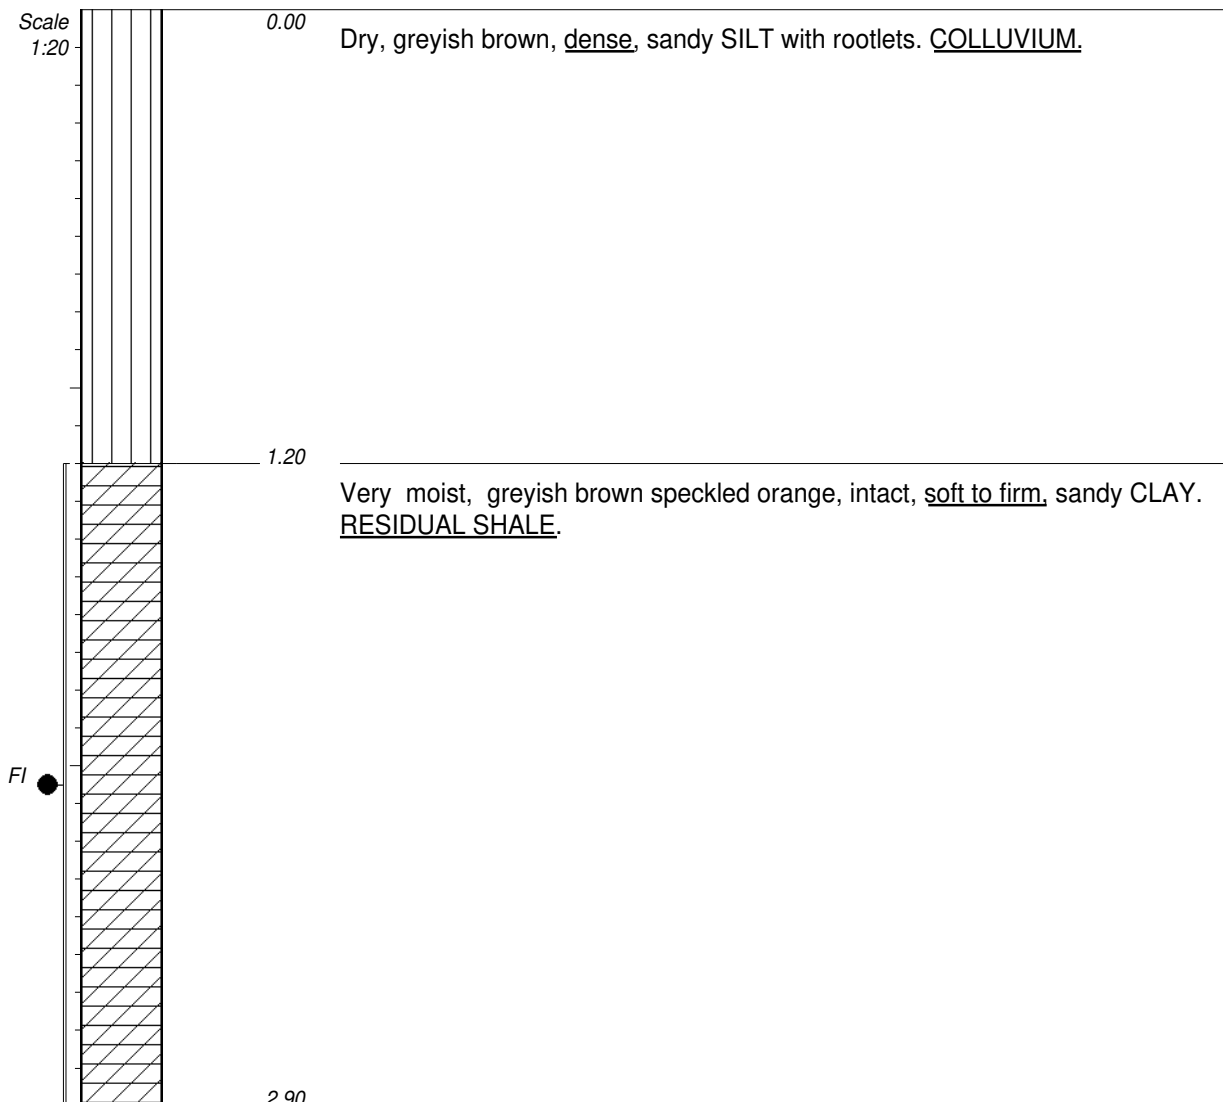 Scale
1:20
0.00
Dry, greyish brown, dense, sandy SILT with rootlets. COLLUVIUM.
1.20
Very moist, greyish brown speckled orange, intact, soft to firm, sandy CLAY.
RESIDUAL SHALE.
FI
2.90